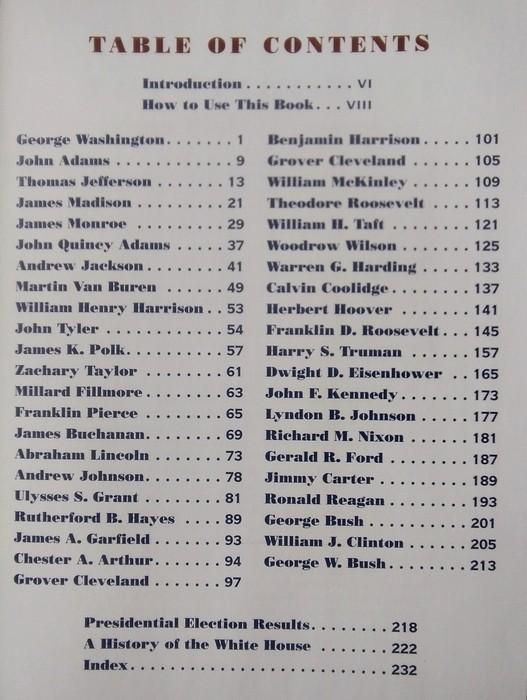 TABLE OF CONTENTS
Introduction . . . . . . . . . . . VI
How to Use This Book. . . VIII
George Washington. . . . . . . 1
John Adams . . . . . . . . . . . 9
Thomas Jefferson . . . . . . . 13
James Madison . . . . . . . . . 21
James Monroe . . . . . . . . . 29
John Quincy Adams . . . . . 37
Andrew Jackson. . . . . . . . 41
Martin Van Buren . . . . . . 49
William Henry Harrison . . 53
John Tyler . . . . . . . . . . . 54
James K. Polk. . . . . . . . . . 57
Zachary Taylor . . . . . . . . 61
Millard Fillmore. . . . . . . . 63
Franklin Pierce . . . . . . . . 65
James Buchanan. . . . . . . . 69
Abraham Lincoln . . . . . . . 73
Andrew Johnson. . . . . . . . 78
Ulysses S. Grant . . . . . . . . 81
Rutherford B. Hayes . . . . 89
James A. Garfield . . . . . . . 93
Chester A. Arthur. . . . . . . 94
Grover Cleveland . . . . . . . 97
Benjamin Harrison. . . . . 101
Grover Cleveland . . . . . . 105
William McKinley . . . . . . 109
Theodore Roosevelt . . . . 113
William H. Taft . . . . . . . . 121
Woodrow Wilson . . . . . . . 125
Warren G. Harding . . . . . 133
Calvin Coolidge. . . . . . . . 137
Herbert Hoover . . . . . . . 141
Franklin D. Roosevelt. . . 145
Harry S. Truman . . . . . . 157
Dwight D. Eisenhower . . 165
John F. Kennedy. . . . . . . 173
Lyndon B. Johnson . . . . . 177
Richard M. Nixon . . . . . . 181
Gerald R. Ford . . . . . . . . 187
Jimmy Carter . . . . . . . . . 189
Ronald Reagan . . . . . . . . 193
George Bush . . . . . . . . . . 201
William J. Clinton . . . . . . 205
George W. Bush. . . . . . . . 213
Presidential Election Results. . . . . . . 218
A History of the White House . . . . . . . 222
Index. . . . . . . . . . . . . . . . . . . . . . . 232